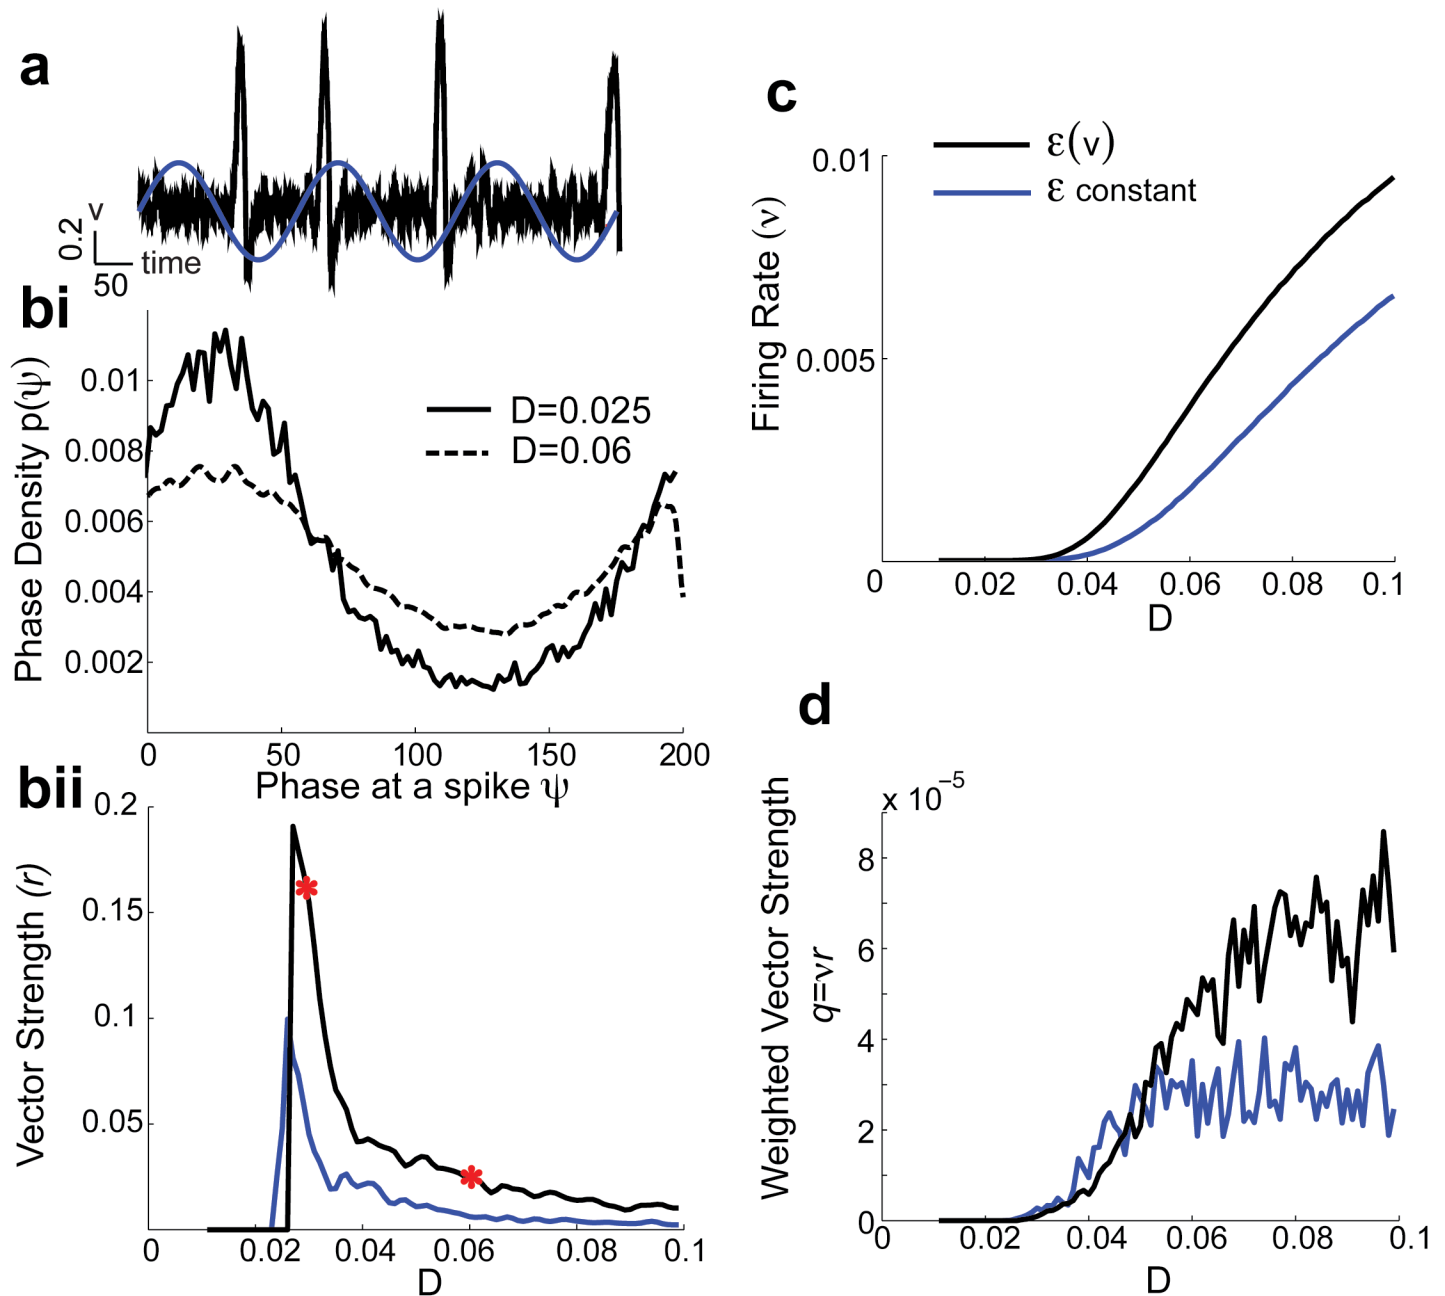 a
0.2
v
50
time
bi
Phase Density p(ψ)
0.01
0.008
0.006
0.004
0.002
D=0.025
D=0.06
0
50
100
150
200
Phase at a spike ψ
bii
Vector Strength (r)
0.2
0.15
0.1
0.05
0
0.02
0.04
0.06
0.08
0.1
D
c
ε(v)
ε constant
Firing Rate (ν)
0.01
0.005
0
0.02
0.04
0.06
0.08
0.1
D
d
Weighted Vector Strength
q=νr
x 10⁻⁵
8
6
4
2
0
0
0.02
0.04
0.06
0.08
0.1
D